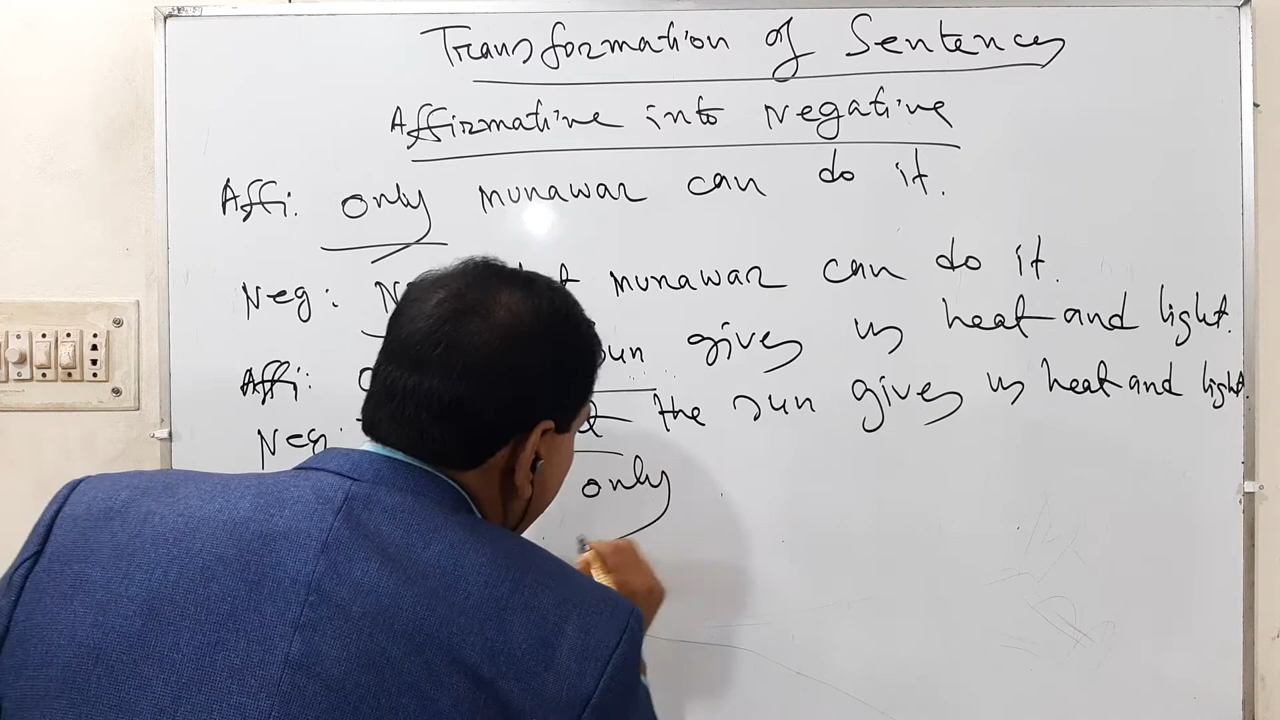 Transformation of Sentences
Affirmative into Negative
Affi: only munawar can do it.
Neg: munawar can do it.
Affi: sun gives us heat and light.
Neg: the sun gives us heat and light.
only